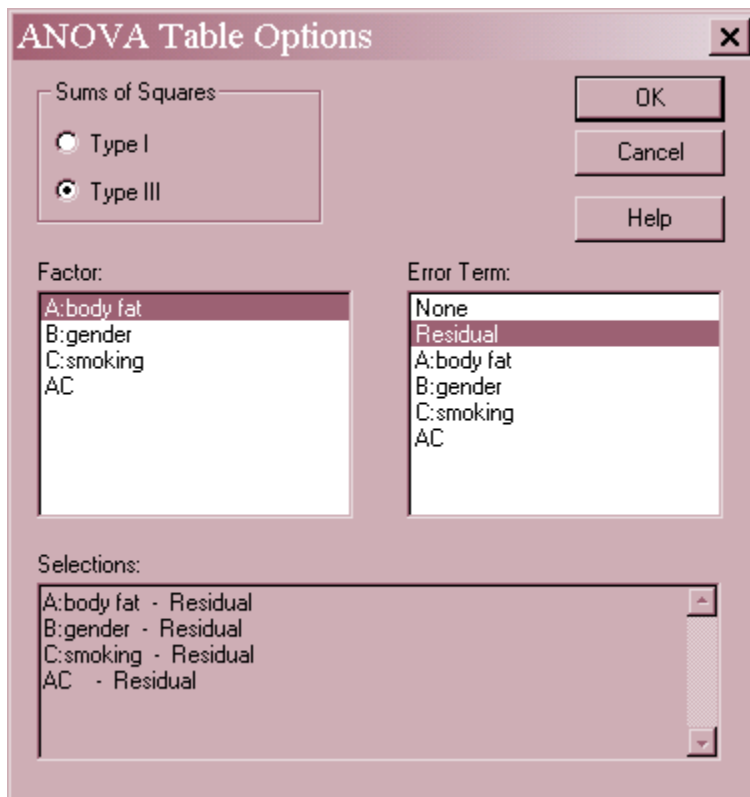 ANOVA Table Options
Sums of Squares
Type I
Type III
OK
Cancel
Help
Factor:
A:body fat
B:gender
C:smoking
AC
Error Term:
None
Residual
A:body fat
B:gender
C:smoking
AC
Selections:
A:body fat - Residual
B:gender - Residual
C:smoking - Residual
AC - Residual